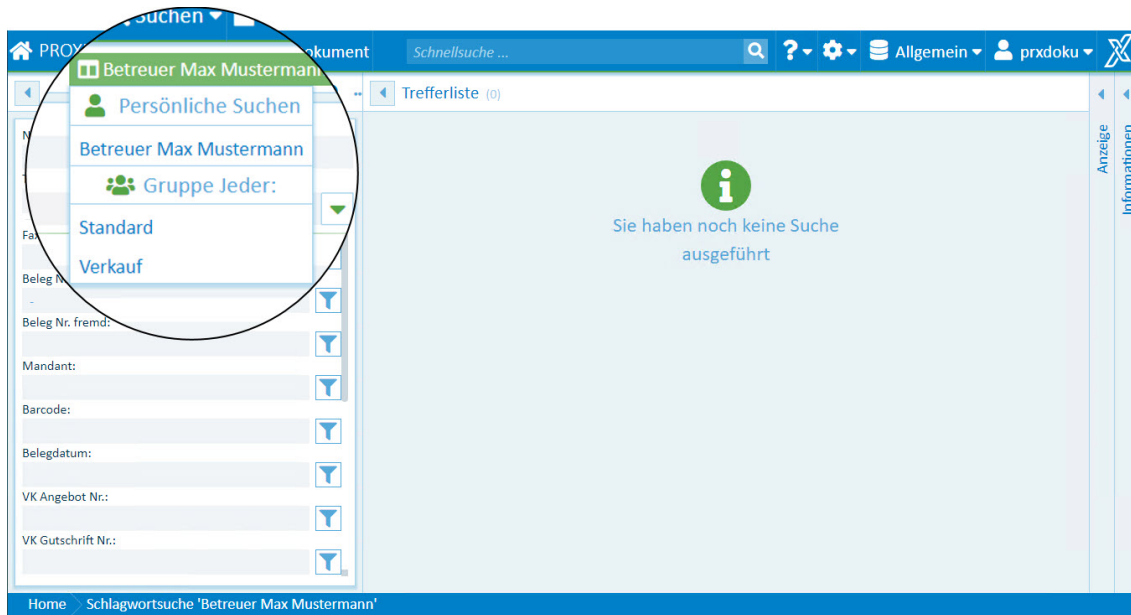 Suchen
PROX
okument
Schnellsuche ...
?
Allgemein
prxdoku
Betreuer Max Mustermann
Persönliche Suchen
Betreuer Max Mustermann
Gruppe Jeder:
Standard
Verkauf
Trefferliste (0)
Anzeige
Informationen
Sie haben noch keine Suche
ausgeführt
Fax
Beleg N
-
Beleg Nr. fremd:
Mandant:
Barcode:
Belegdatum:
VK Angebot Nr.:
VK Gutschrift Nr.:
Home
Schlagwortsuche 'Betreuer Max Mustermann'